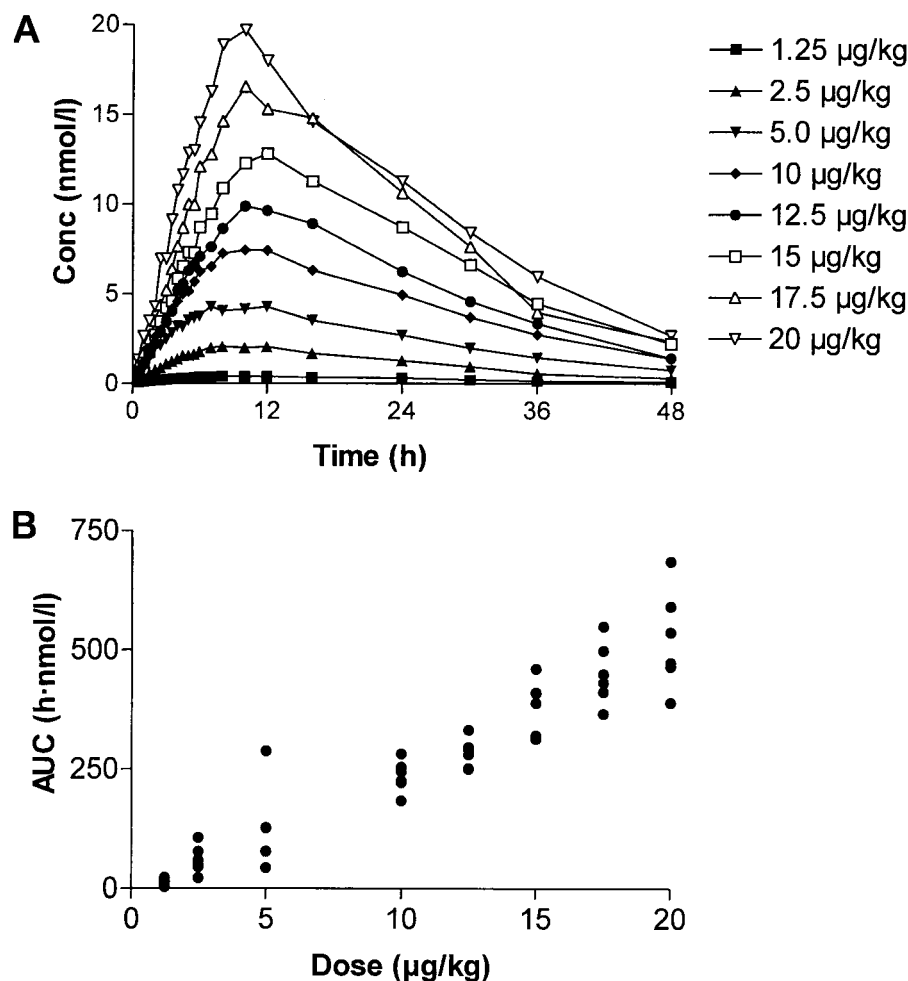 A
Conc (nmol/l)
20
15
10
5
0
0 12 24 36 48
Time (h)
1.25 µg/kg
2.5 µg/kg
5.0 µg/kg
10 µg/kg
12.5 µg/kg
15 µg/kg
17.5 µg/kg
20 µg/kg
B
AUC (h·nmol/l)
750
500
250
0
0 5 10 15 20
Dose (µg/kg)